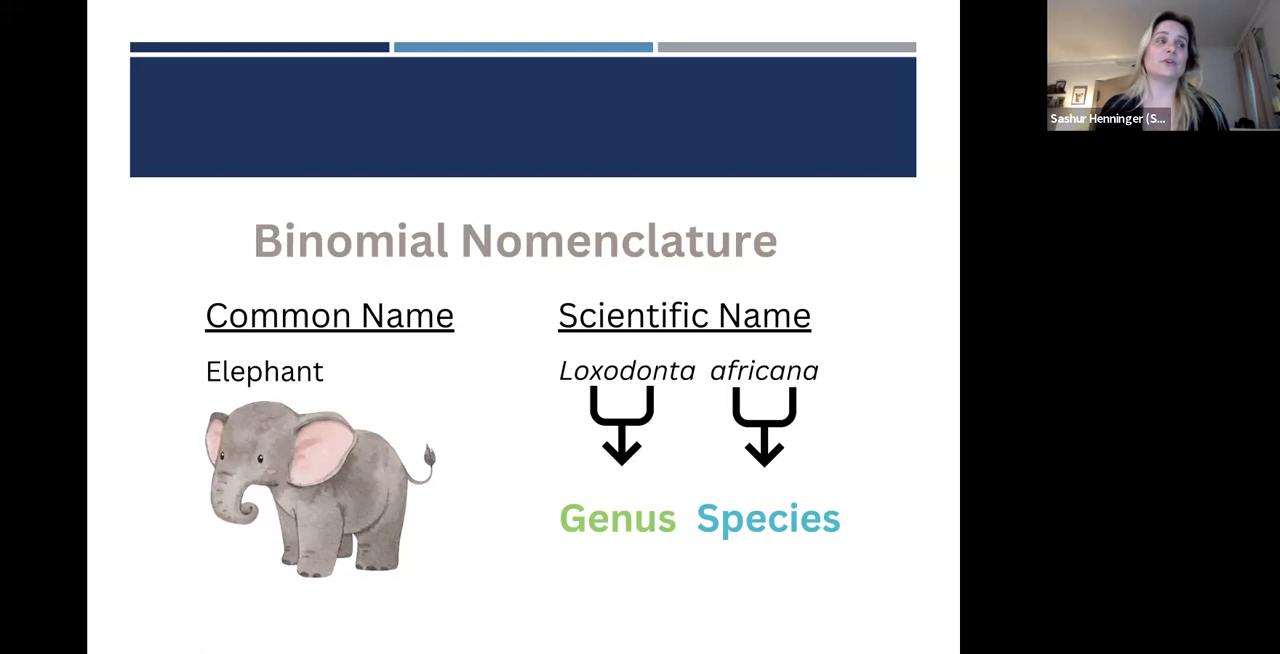 Sashur Henninger (S...
Binomial Nomenclature
Common Name
Scientific Name
Elephant
Loxodonta africana
Genus Species